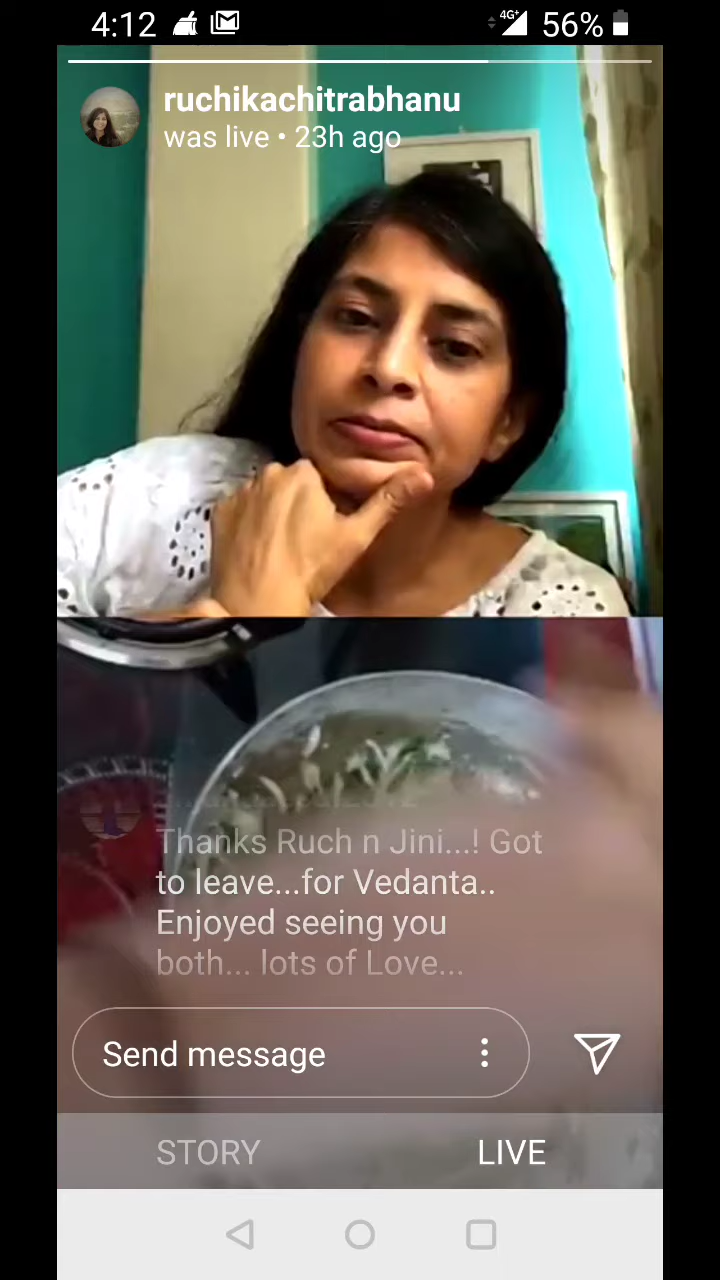 4:12
4G+
56%
ruchikachitrabhanu
was live • 23h ago
Thanks Ruch n Jini...! Got
to leave...for Vedanta..
Enjoyed seeing you
both... lots of Love...
Send message
STORY
LIVE